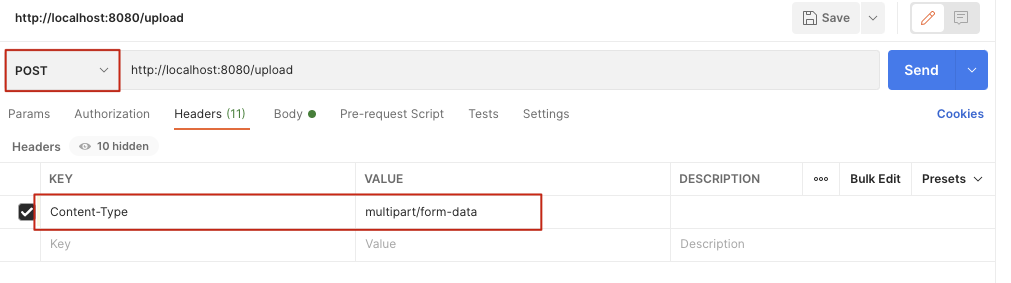 http://localhost:8080/upload Save
POST http://localhost:8080/upload Send
Params Authorization Headers (11) Body Pre-request Script Tests Settings Cookies
Headers 10 hidden
KEY VALUE DESCRIPTION ooo Bulk Edit Presets
Content-Type multipart/form-data
Key Value Description